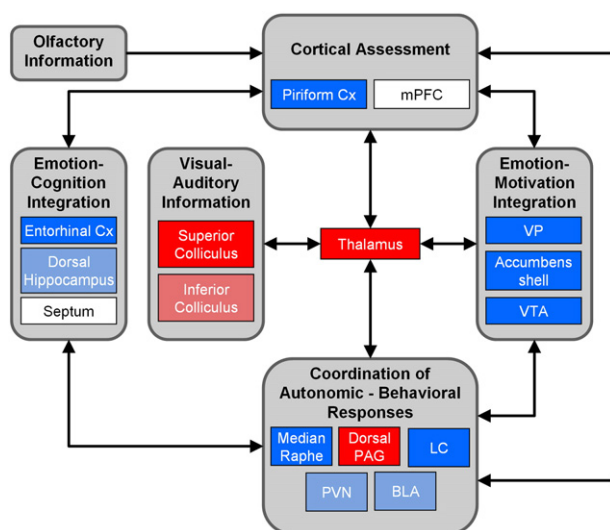 Olfactory
Information
Cortical Assessment
Piriform Cx
mPFC
Emotion-
Cognition
Integration
Entorhinal Cx
Dorsal
Hippocampus
Septum
Visual-
Auditory
Information
Superior
Colliculus
Inferior
Colliculus
Thalamus
Emotion-
Motivation
Integration
VP
Accumbens
shell
VTA
Coordination of
Autonomic - Behavioral
Responses
Median
Raphe
Dorsal
PAG
LC
PVN
BLA